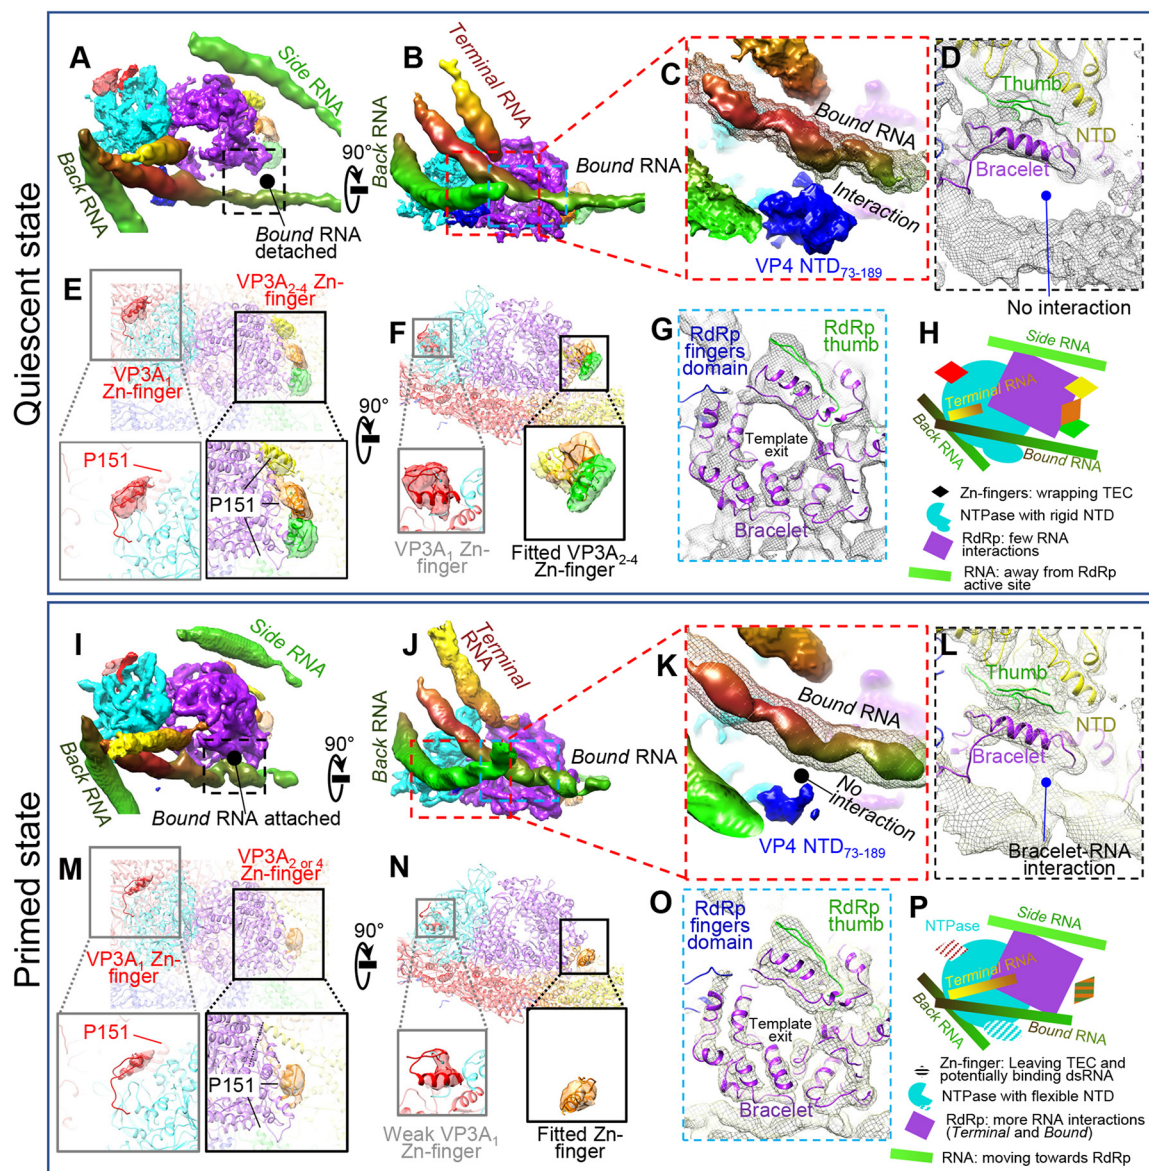 Quiescent state
A
Side RNA
Back RNA
Bound RNA
detached
90°
B
Terminal RNA
Back RNA
Bound RNA
C
Bound RNA
Interaction
VP4 NTD73-189
D
Thumb
NTD
Bracelet
No interaction
E
VP3A2-4 Zn-
finger
VP3A1
Zn-finger
P151
P151
90°
F
VP3A1 Zn-
finger
Fitted VP3A2-4
Zn-finger
G
RdRp
fingers
domain
RdRp
thumb
Template
exit
Bracelet
H
Side RNA
Terminal RNA
Back RNA
Bound RNA
Zn-fingers: wrapping TEC
NTPase with rigid NTD
RdRp: few RNA
interactions
RNA: away from RdRp
active site
Primed state
I
Side RNA
Back RNA
Bound RNA attached
90°
J
Terminal
RNA
Back RNA
Bound RNA
K
Bound RNA
No
interaction
VP4 NTD73-189
L
Thumb
NTD
Bracelet
Bracelet-RNA
interaction
M
VP3A2 or 4
Zn-finger
VP3A1 Zn-
finger
P151
P151
90°
N
Weak VP3A1
Zn-finger
Fitted Zn-
finger
O
RdRp
fingers
domain
RdRp
thumb
Template
exit
Bracelet
P
NTPase
Side RNA
Terminal RNA
Back RNA
Bound RNA
Zn-finger: Leaving TEC and
potentially binding dsRNA
NTPase with flexible NTD
RdRp: more RNA interactions
(Terminal and Bound)
RNA: moving towards RdRp